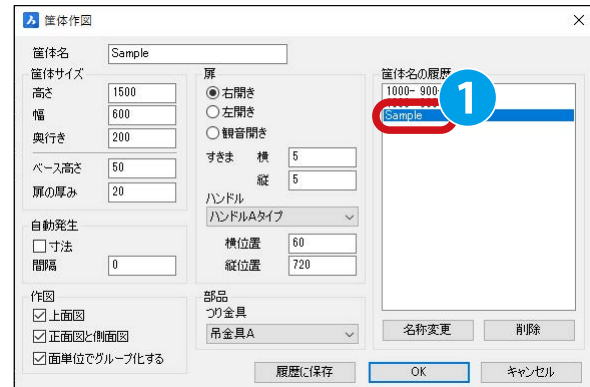 筐体作図
筐体名 Sample
筐体サイズ
高さ 1500
幅 600
奥行き 200
ベース高さ 50
扉の厚み 20
自動発生
寸法
間隔 0
作図
上面図
正面図と側面図
面単位でグループ化する
扉
右開き
左開き
観音開き
すきま 横 5
縦 5
ハンドル
ハンドルAタイプ
横位置 60
縦位置 720
部品
つり金具
吊金具A
筐体名の履歴
1000- 900-
Sample
1
名称変更 削除
履歴に保存 OK キャンセル